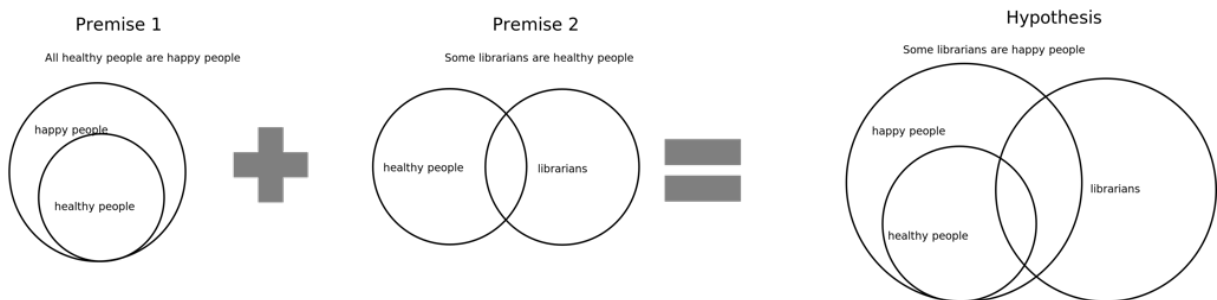 Premise 1
All healthy people are happy people
happy people
healthy people
Premise 2
Some librarians are healthy people
healthy people
librarians
Hypothesis
Some librarians are happy people
happy people
librarians
healthy people